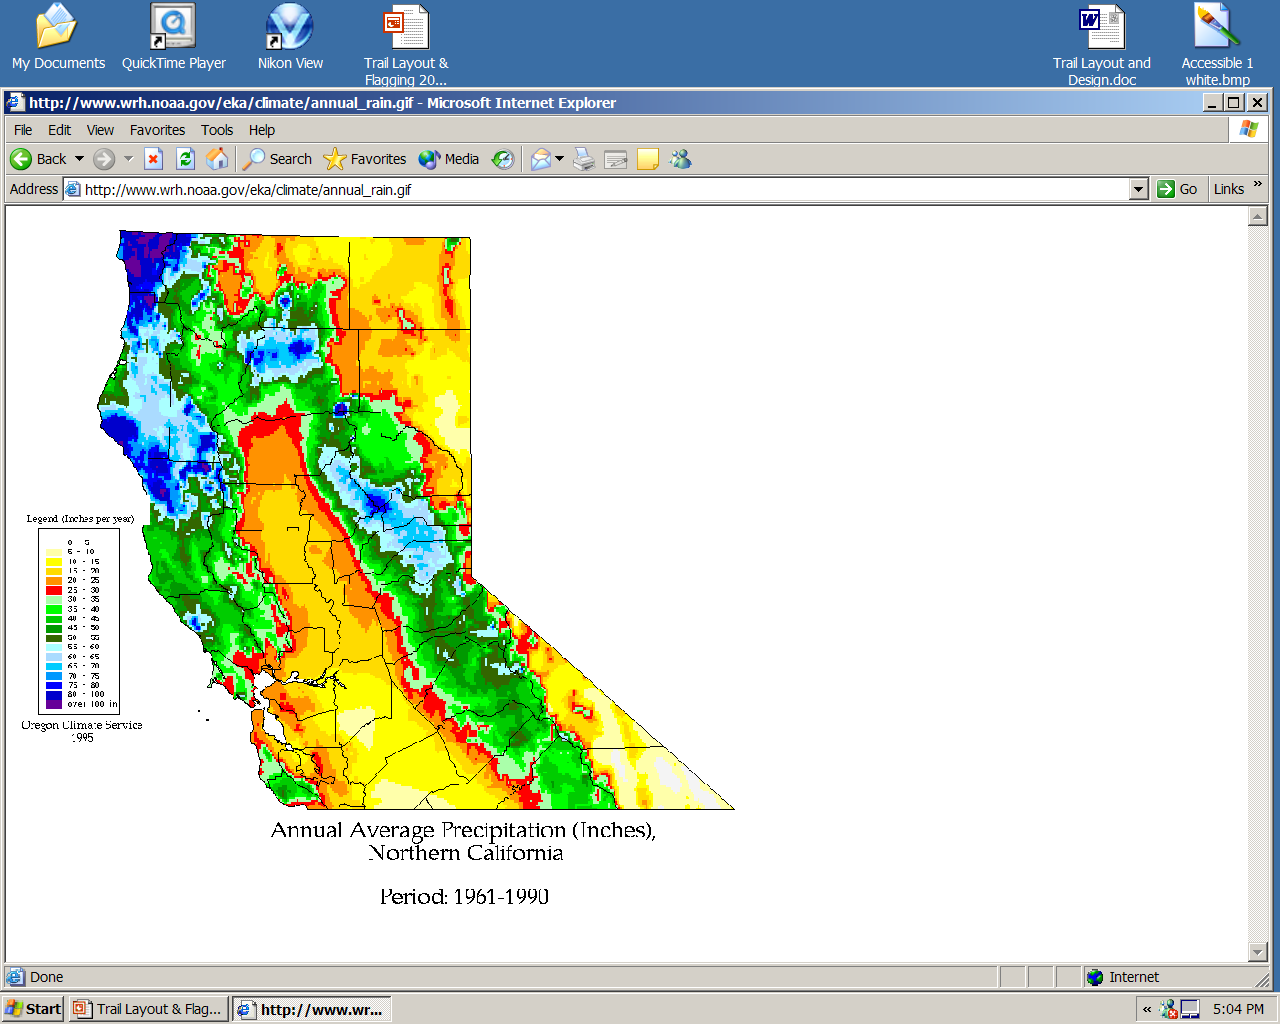 My Documents
QuickTime Player
Nikon View
Trail Layout &
Flagging 20...
Trail Layout and
Design.doc
Accessible 1
white.bmp
http://www.wrh.noaa.gov/eka/climate/annual_rain.gif - Microsoft Internet Explorer
File Edit View Favorites Tools Help
Back Search Favorites Media
Address http://www.wrh.noaa.gov/eka/climate/annual_rain.gif Go Links »
Legend (Inches per year)
0 5
5 - 10
10 - 15
15 - 20
20 - 25
25 - 30
30 - 35
35 - 40
40 - 45
45 - 50
50 55
55 - 60
60 - 65
65 - 70
70 - 75
75 - 80
80 - 100
over 100 in
Oregon Climate Service
1995
Annual Average Precipitation (Inches),
Northern California
Period: 1961-1990
Done
Internet
Start Trail Layout & Flag... http://www.wr... « 5:04 PM